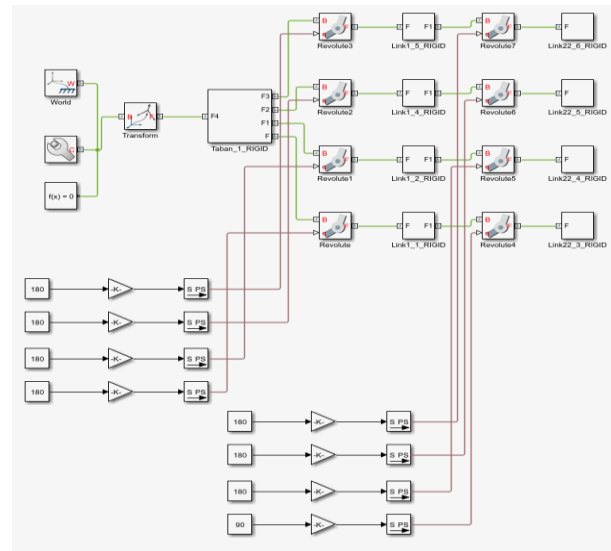 B F Revolute3
F F1 Link1_5_RIGID
B F Revolute7
F Link22_6_RIGID
W World
B F Transform
F4 F3 F2 F1 F Taban_1_RIGID
B F Revolute2
F F1 Link1_4_RIGID
B F Revolute6
F Link22_5_RIGID
C
f(x) = 0
B F Revolute1
F F1 Link1_2_RIGID
B F Revolute5
F Link22_4_RIGID
B F Revolute
F F1 Link1_1_RIGID
B F Revolute4
F Link22_3_RIGID
180 -K- S PS
180 -K- S PS
180 -K- S PS
180 -K- S PS
180 -K- S PS
180 -K- S PS
180 -K- S PS
90 -K- S PS